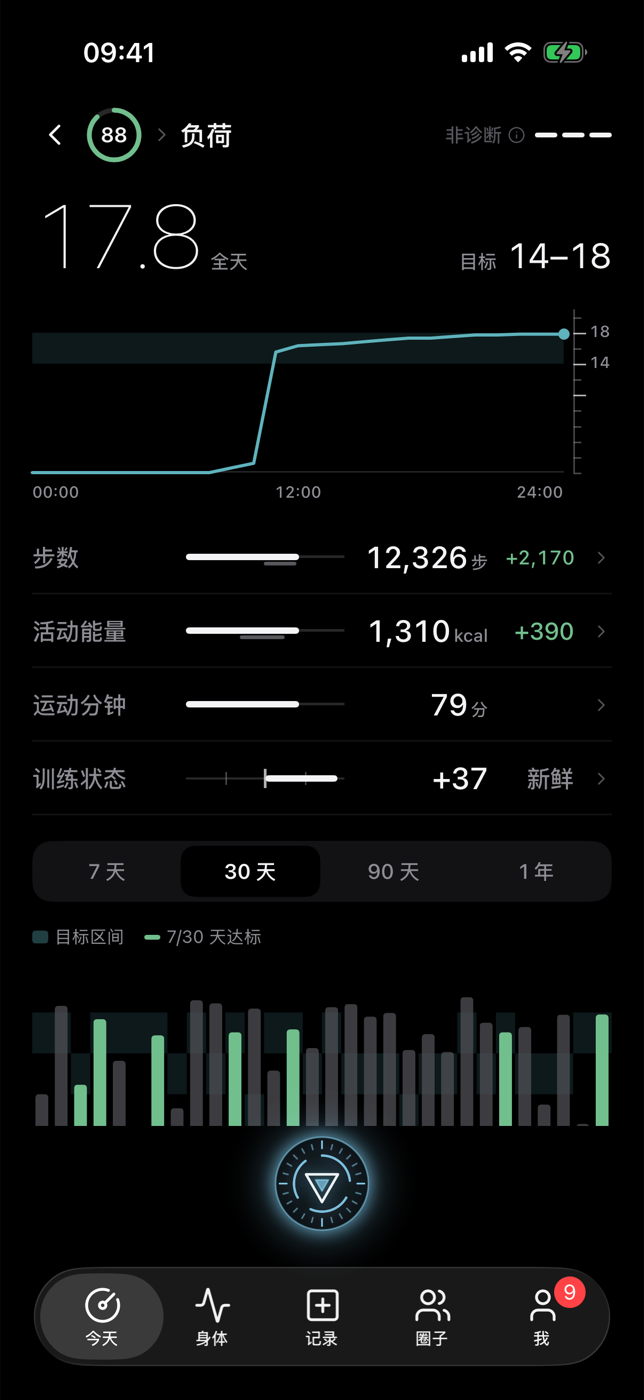 09:41
88 负荷 非诊断
17.8 全天 目标 14–18
18
14
00:00 12:00 24:00
步数 12,326 步 +2,170
活动能量 1,310 kcal +390
运动分钟 79 分
训练状态 +37 新鲜
7 天 30 天 90 天 1 年
目标区间 7/30 天达标
9
今天 身体 记录 圈子 我